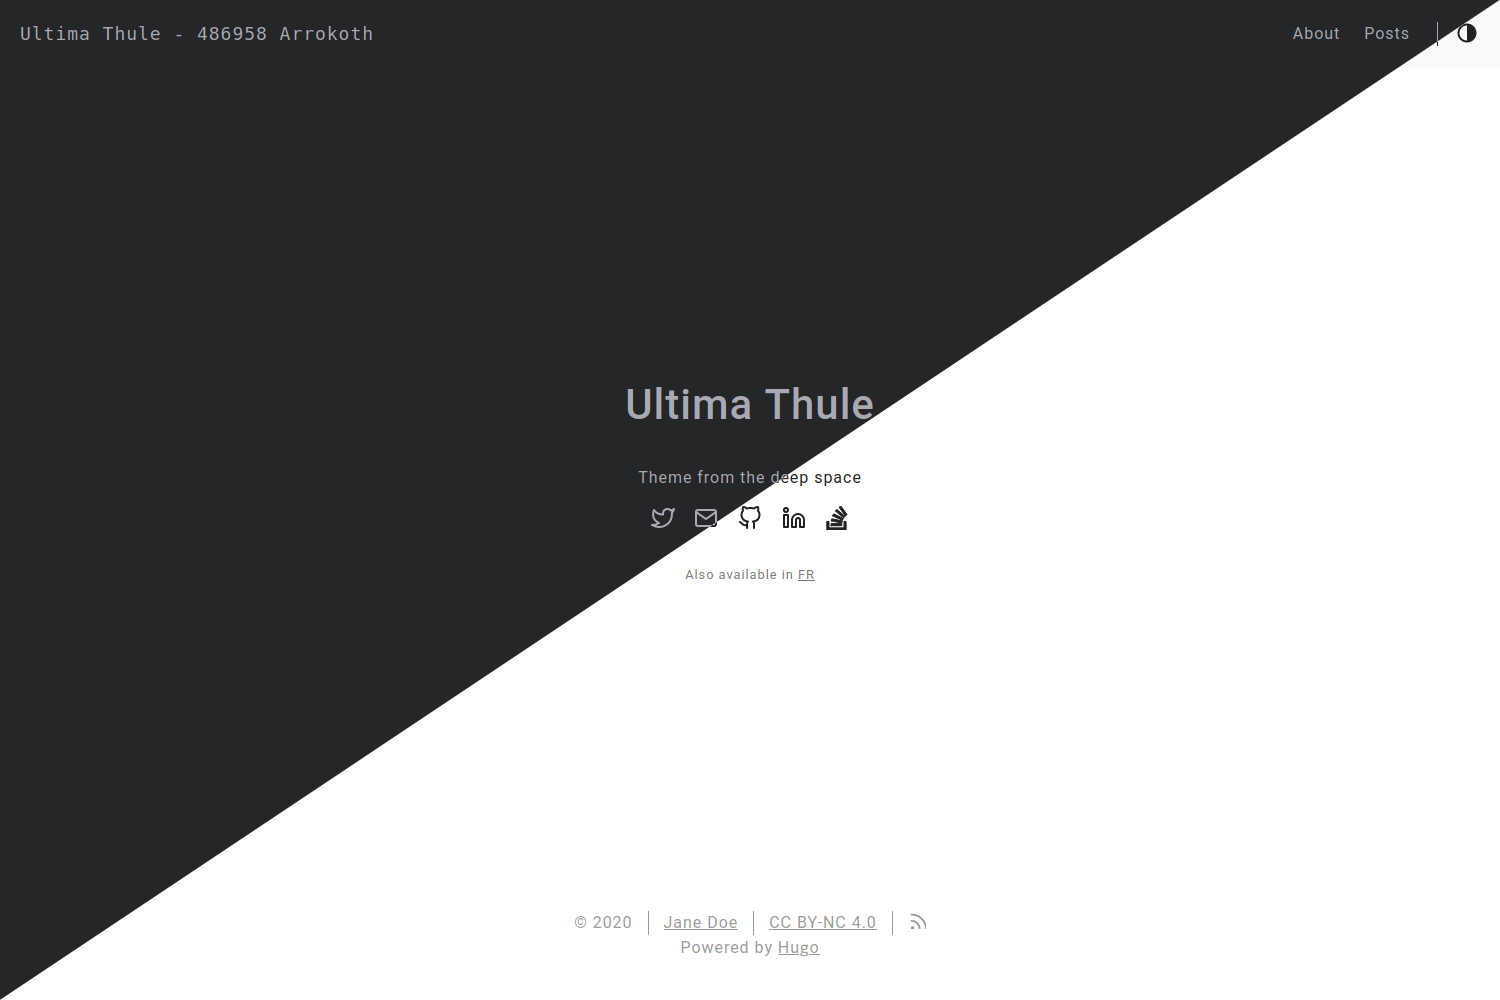 Ultima Thule - 486958 Arrokoth
About Posts
Ultima Thule
Theme from the deep space
Also available in FR
© 2020 Jane Doe CC BY-NC 4.0
Powered by Hugo